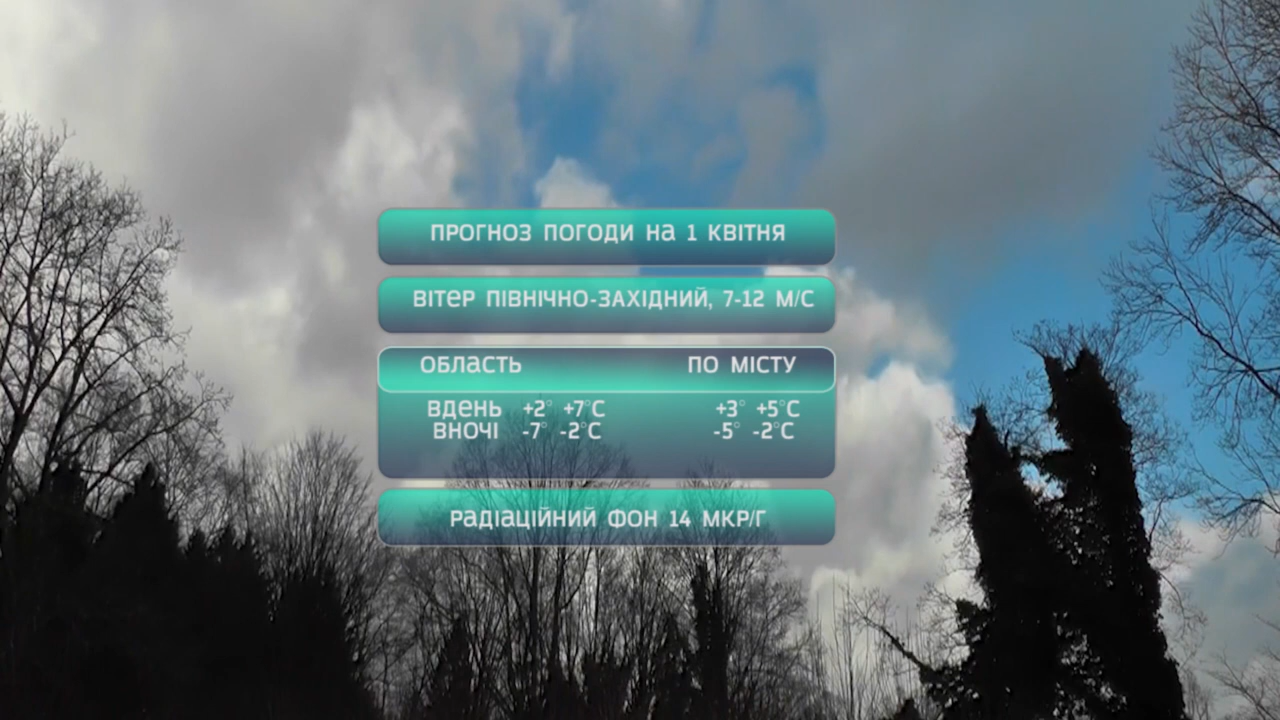 ПРОГНОЗ ПОГОДИ НА 1 КВІТНЯ
ВІТЕР ПІВНІЧНО-ЗАХІДНИЙ, 7-12 М/С
ОБЛАСТЬ ПО МІСТУ
ВДЕНЬ +2° +7°С +3° +5°С
ВНОЧІ -7° -2°С -5° -2°С
РАДІАЦІЙНИЙ ФОН 14 МКР/Г